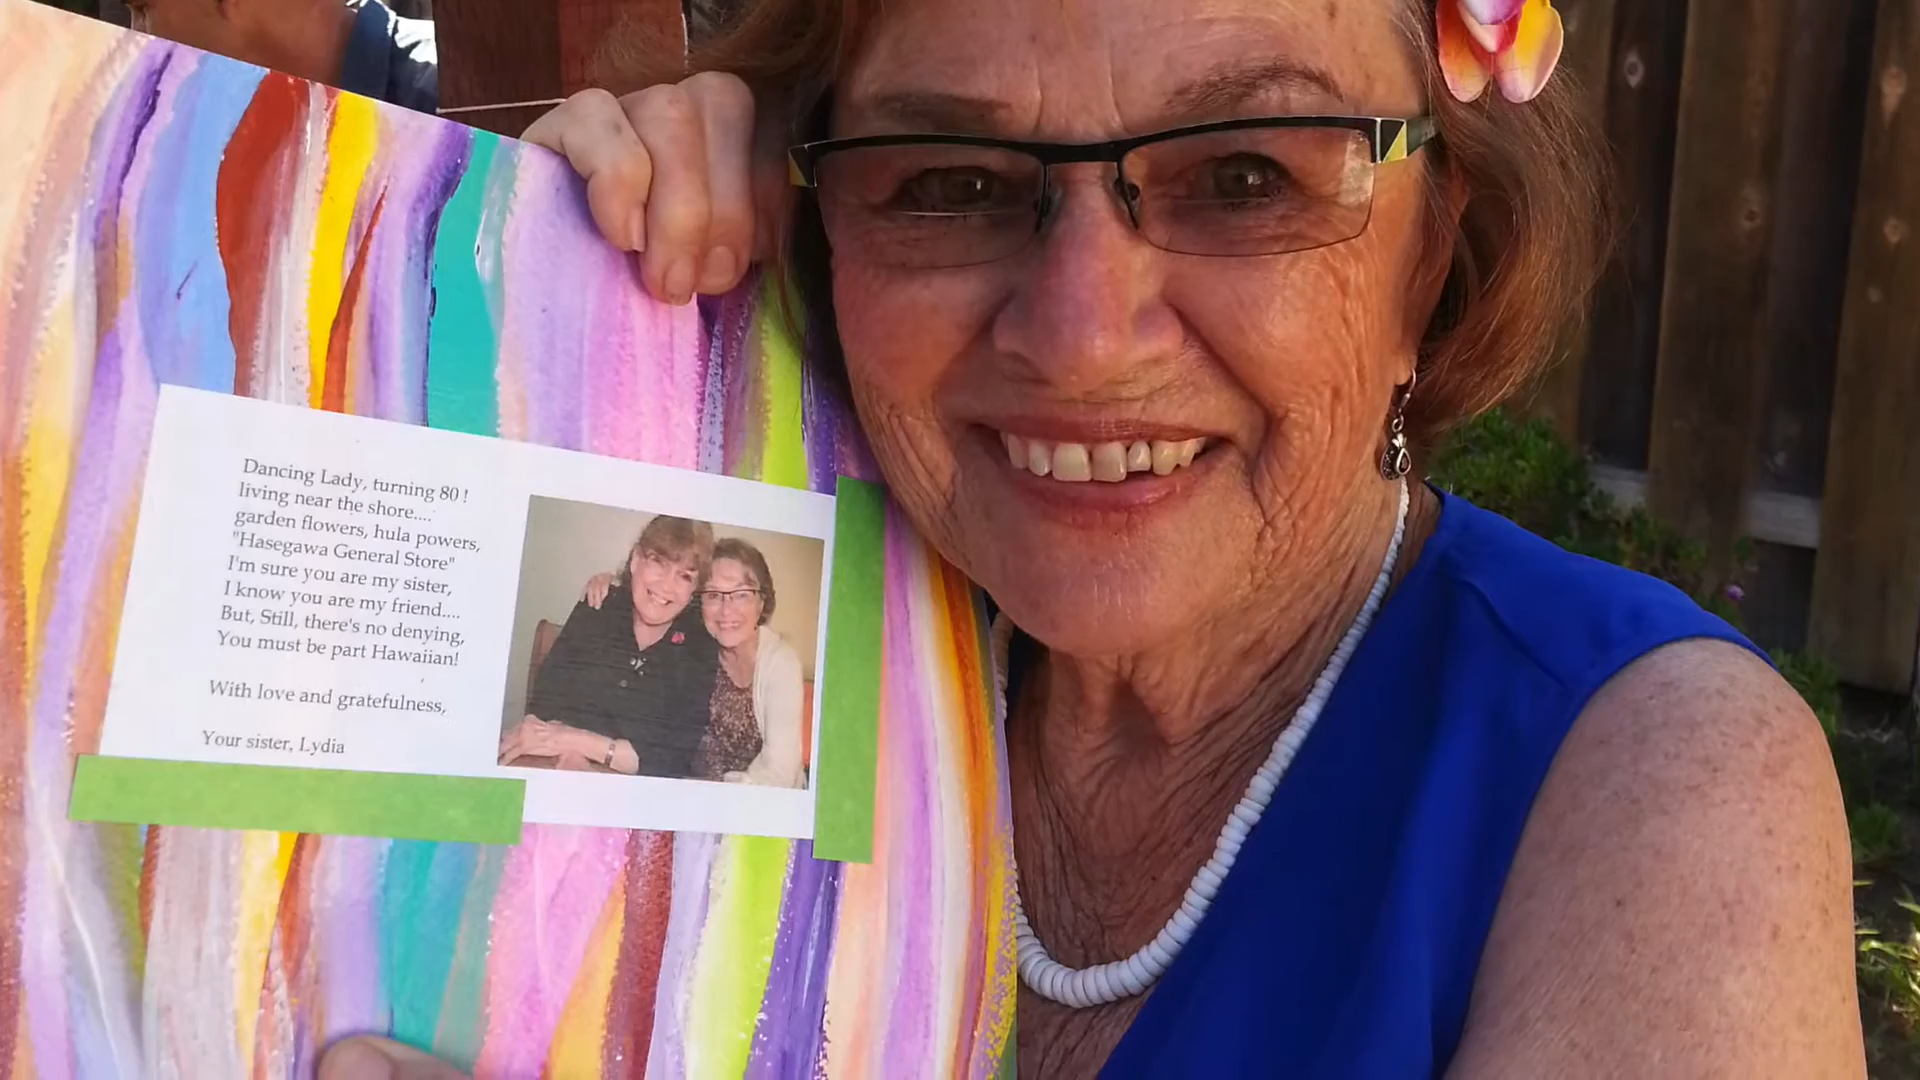 Dancing Lady, turning 80 !
living near the shore....
garden flowers, hula powers,
"Hasegawa General Store"
I'm sure you are my sister,
I know you are my friend....
But, Still, there's no denying,
You must be part Hawaiian!
With love and gratefulness,
Your sister, Lydia